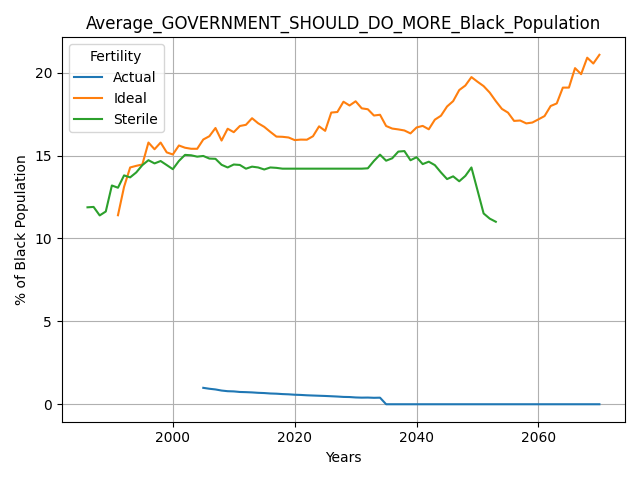 Average_GOVERNMENT_SHOULD_DO_MORE_Black_Population
Fertility
Actual
Ideal
Sterile
% of Black Population
20
15
10
5
0
2000
2020
2040
2060
Years